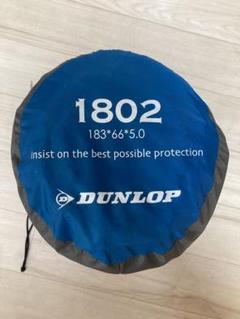 1802
183*66*5.0
insist on the best possible protection
DUNLOP